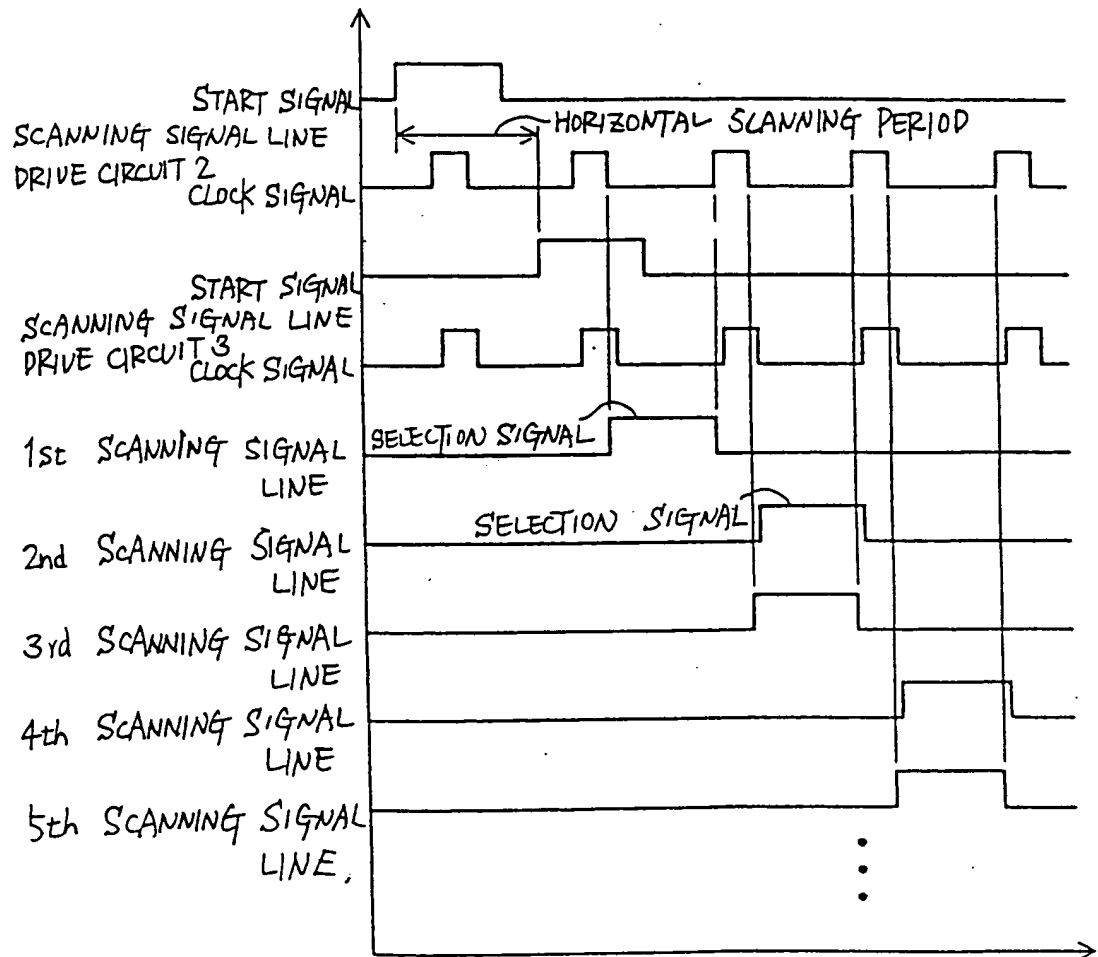 START SIGNAL
HORIZONTAL SCANNING PERIOD
SCANNING SIGNAL LINE
DRIVE CIRCUIT 2
CLOCK SIGNAL
START SIGNAL
SCANNING SIGNAL LINE
DRIVE CIRCUIT 3
CLOCK SIGNAL
SELECTION SIGNAL
1st SCANNING SIGNAL
LINE
SELECTION SIGNAL
2nd SCANNING SIGNAL
LINE
3rd SCANNING SIGNAL
LINE
4th SCANNING SIGNAL
LINE
5th SCANNING SIGNAL
LINE.